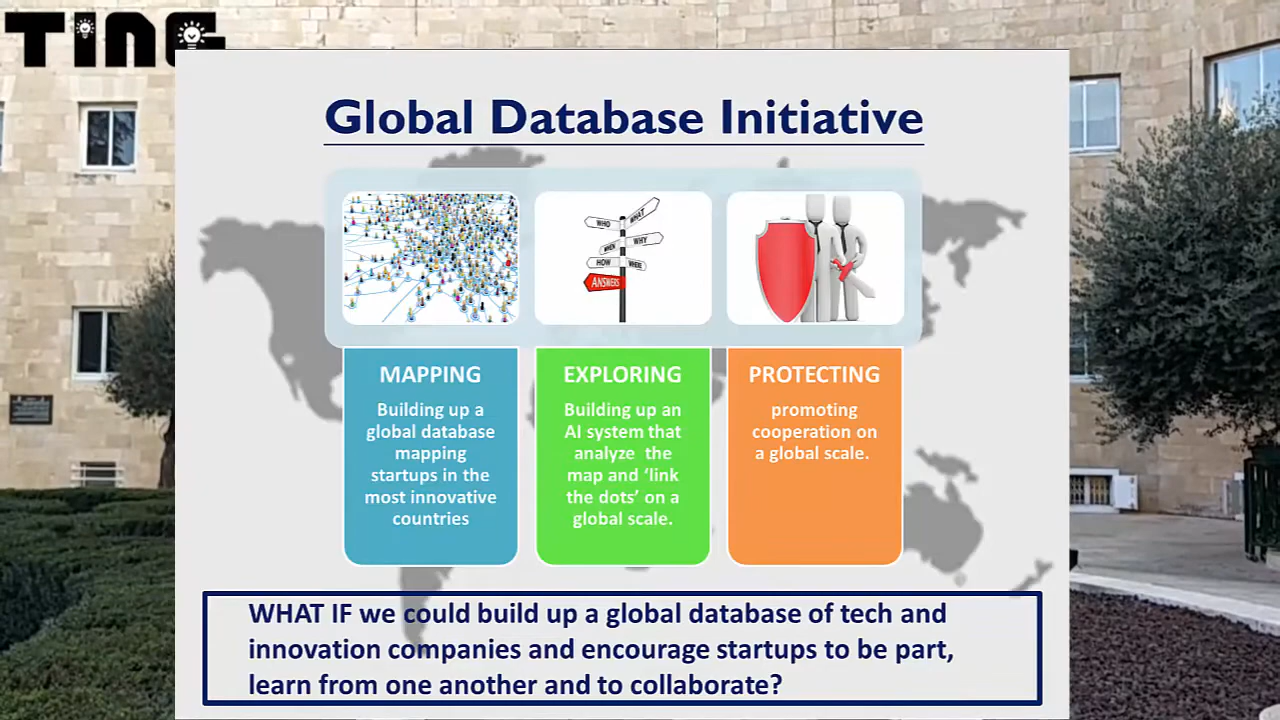 TING
Global Database Initiative
WHO
WHAT
WHEN
WHY
HOW
WHERE
ANSWERS
MAPPING
Building up a
global database
mapping
startups in the
most innovative
countries
EXPLORING
Building up an
AI system that
analyze the
map and ‘link
the dots’ on a
global scale.
PROTECTING
promoting
cooperation on
a global scale.
WHAT IF we could build up a global database of tech and
innovation companies and encourage startups to be part,
learn from one another and to collaborate?